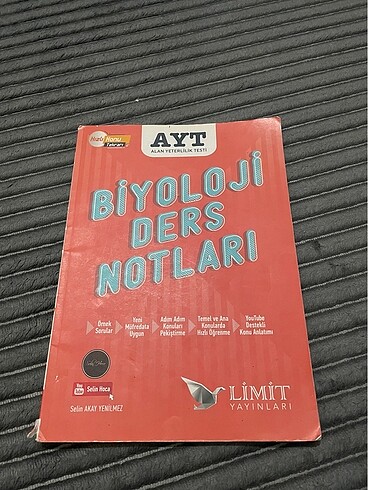 Hızlı Konu
Tekrarı
AYT
ALAN YETERLİLİK TESTİ
BİYOLOJİ
DERS
NOTLARI
Örnek
Sorular
Yeni
Müfredata
Uygun
Adım Adım
Konuları
Pekiştirme
Temel ve Ana
Konularda
Hızlı Öğrenme
YouTube
Destekli
Konu Anlatımı
You
Tube
Selin Hoca
Selin AKAY YENİLMEZ
LİMİT
YAYINLARI